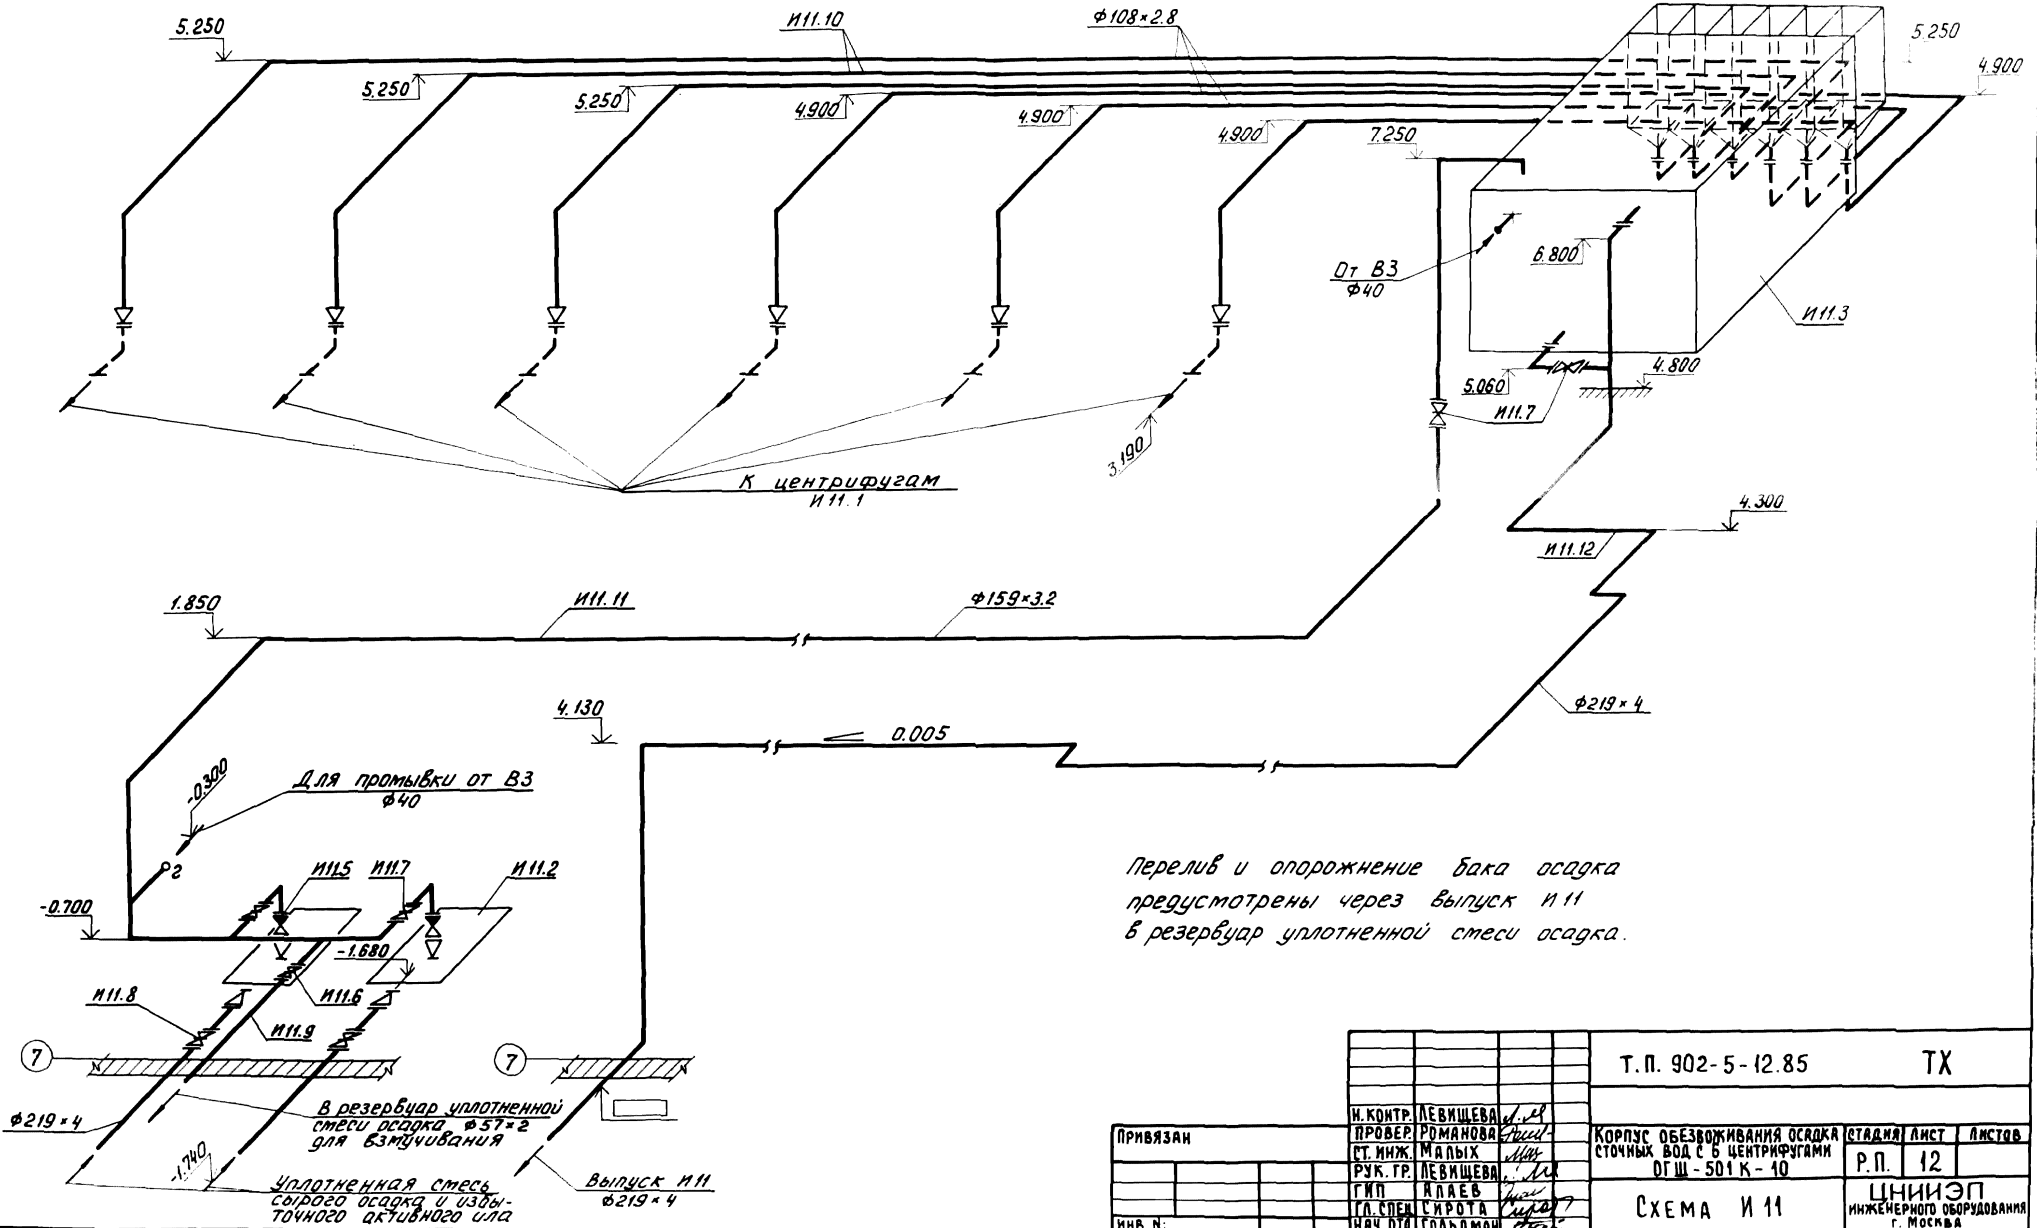 5.250
И11.10
ф108×2.8
5.250
4.900
5.250
5.250
4.900
4.900
4.900
7.250
От В3
ф40
6.800
И11.3
5.060
4.800
И11.7
3.190
К центрифугам
И11.1
4.300
И11.12
1.850
И11.11
ф159×3.2
ф219×4
4.130
0.005
-0.300
Для промывки от В3
ф40
2
И11.5
И11.7
И11.2
-0.700
-1.680
И11.8
И11.6
И11.9
7
7
ф219×4
В резервуар уплотненной
смеси осадка ф57×2
для взмучивания
-1.740
Уплотненная смесь
сырого осадка и избы-
точного активного ила
Выпуск И11
ф219×4
Перелив и опорожнение бака осадка
предусмотрены через выпуск И11
в резервуар уплотненной смеси осадка.
Т.П. 902-5-12.85 ТХ
Привязан
ИНВ. N:
Н.КОНТР. ЛЕВИЩЕВА
ПРОВЕР. РОМАНОВА
СТ. ИНЖ. МАЛЫХ
РУК. ГР. ЛЕВИЩЕВА
ГИП АЛАЕВ
ГЛ. СПЕЦ СИРОТА
НАЧ. ОТД ГОЛЬДМАН
КОРПУС ОБЕЗВОЖИВАНИЯ ОСАДКА
СТОЧНЫХ ВОД С 6 ЦЕНТРИФУГАМИ
ОГШ-501К-10
СТАДИЯ ЛИСТ ЛИСТОВ
Р.П. 12
СХЕМА И 11
ЦНИИЭП
ИНЖЕНЕРНОГО ОБОРУДОВАНИЯ
г. МОСКВА